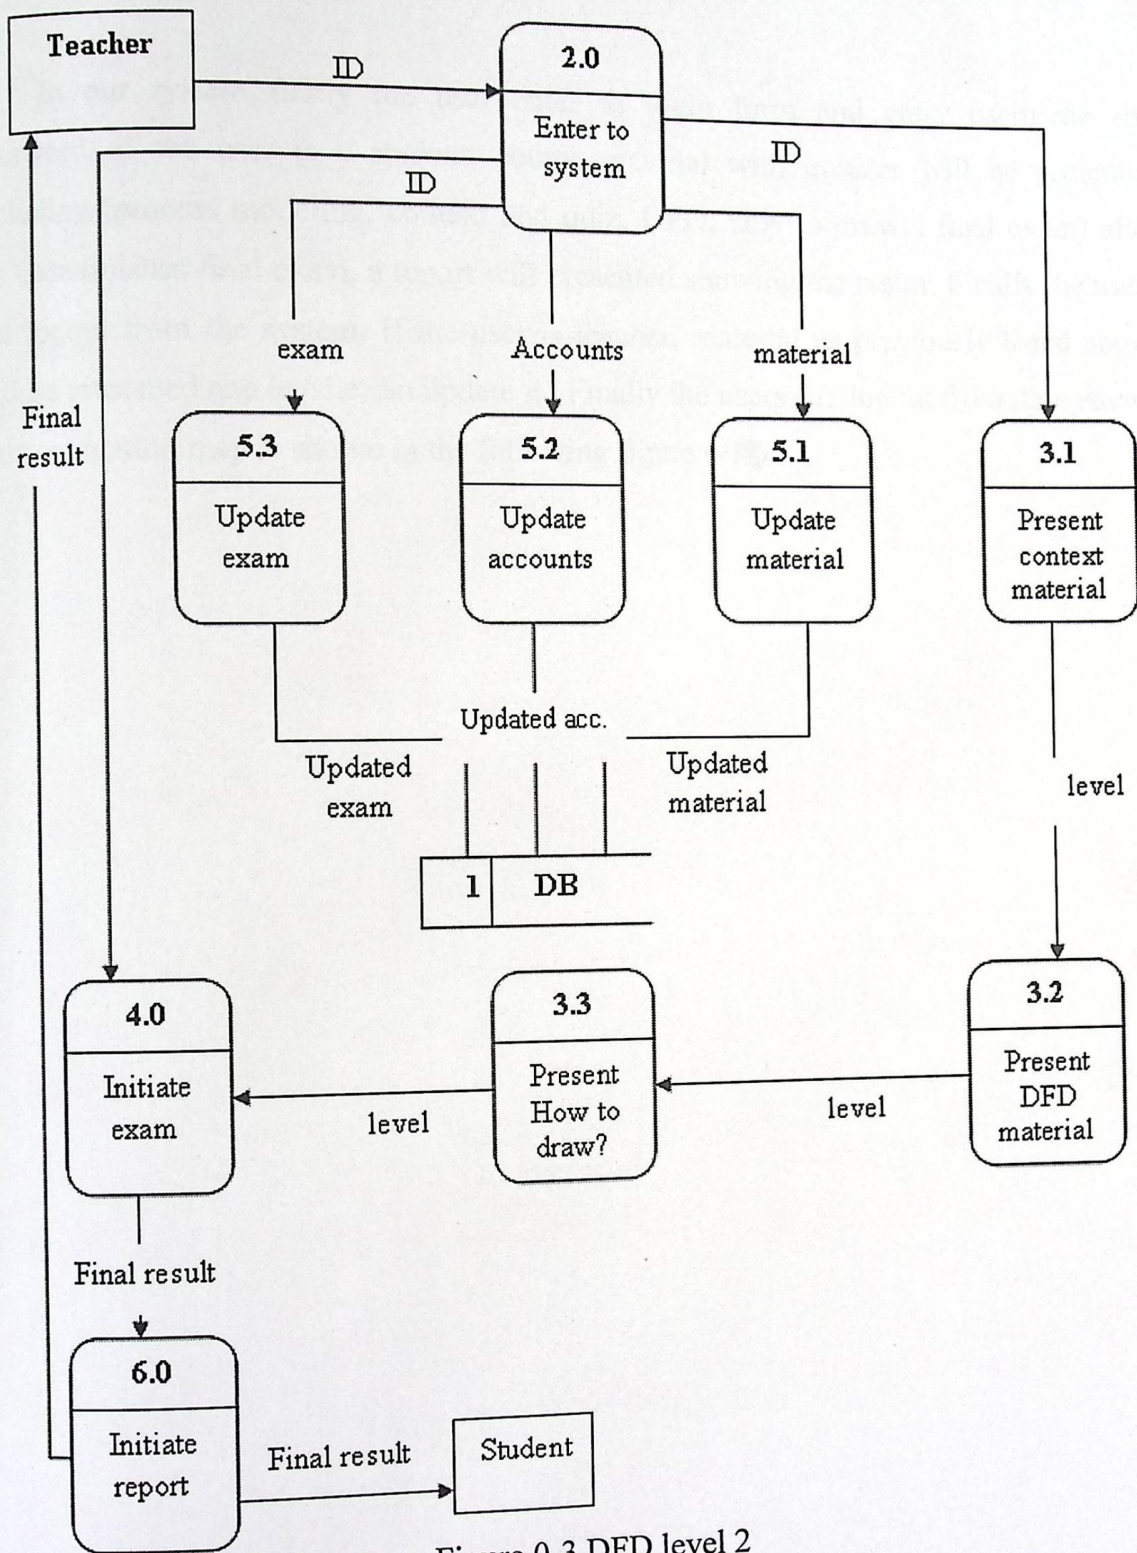 Teacher
ID
2.0
Enter to
system
ID
ID
exam
Accounts
material
Final
result
5.3
Update
exam
5.2
Update
accounts
5.1
Update
material
3.1
Present
context
material
Updated acc.
Updated
exam
Updated
material
level
1 DB
4.0
Initiate
exam
3.3
Present
How to
draw?
3.2
Present
DFD
material
level
level
Final result
6.0
Initiate
report
Final result
Student
Figure 0-3 DFD level 2